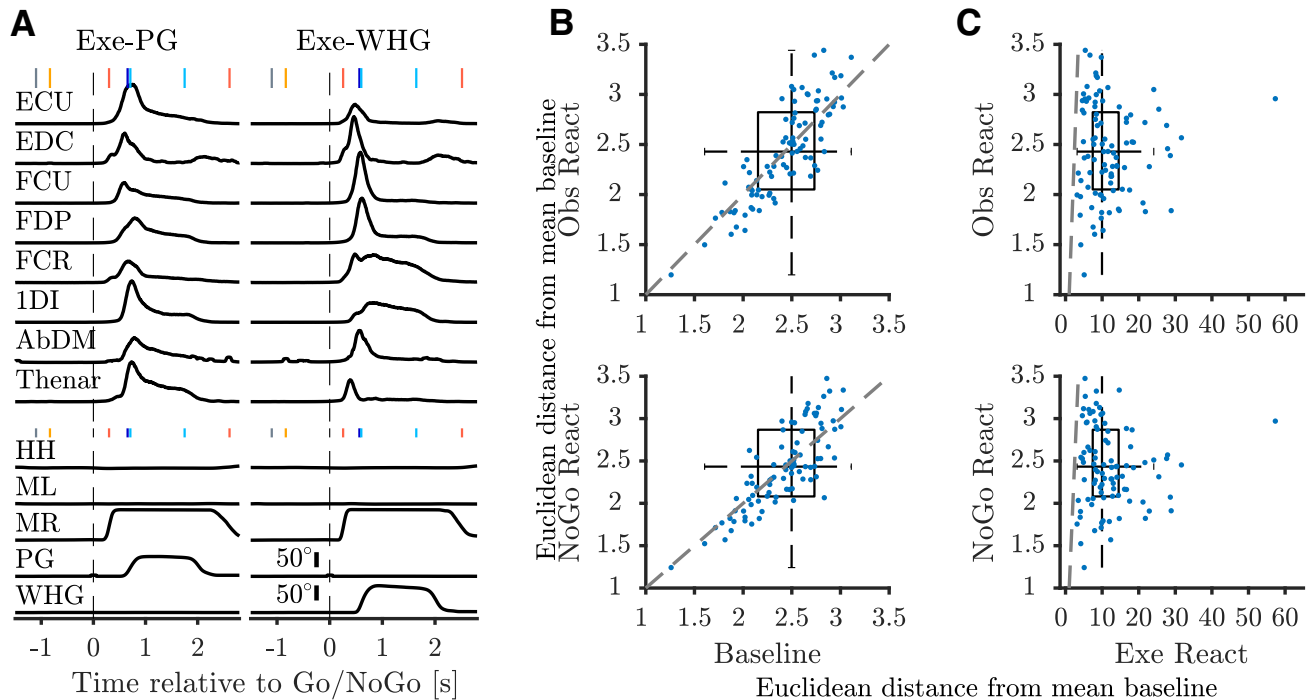 A
Exe-PG
Exe-WHG
ECU
EDC
FCU
FDP
FCR
1DI
AbDM
Thenar
HH
ML
MR
PG
WHG
50°
50°
-1 0 1 2
-1 0 1 2
Time relative to Go/NoGo [s]
B
Euclidean distance from mean baseline
Obs React
3.5
3
2.5
2
1.5
1
1 1.5 2 2.5 3 3.5
NoGo React
3.5
3
2.5
2
1.5
1
1 1.5 2 2.5 3 3.5
Baseline
C
Obs React
3.5
3
2.5
2
1.5
1
0 10 20 30 40 50 60
NoGo React
3.5
3
2.5
2
1.5
1
0 10 20 30 40 50 60
Exe React
Euclidean distance from mean baseline